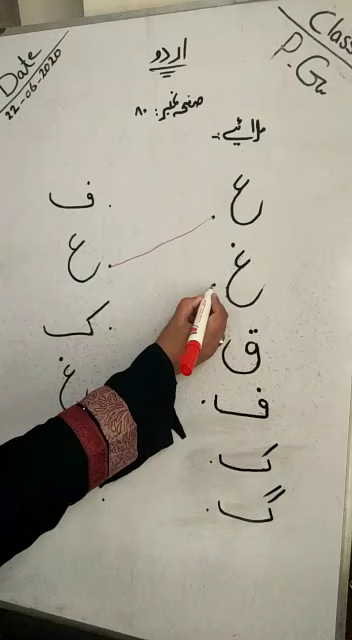 Class
P.G
Date
22-06-2020
اردو
صفحہ نمبر: ۸۰
ملائیے:
ع ف
غ ع
ق ک
ف غ
ک
گ